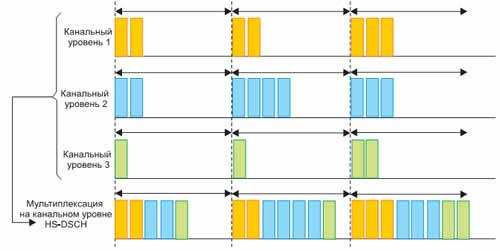 Канальный
уровень 1
Канальный
уровень 2
Канальный
уровень 3
Мультиплексация
на канальном уровне
HS-DSCH